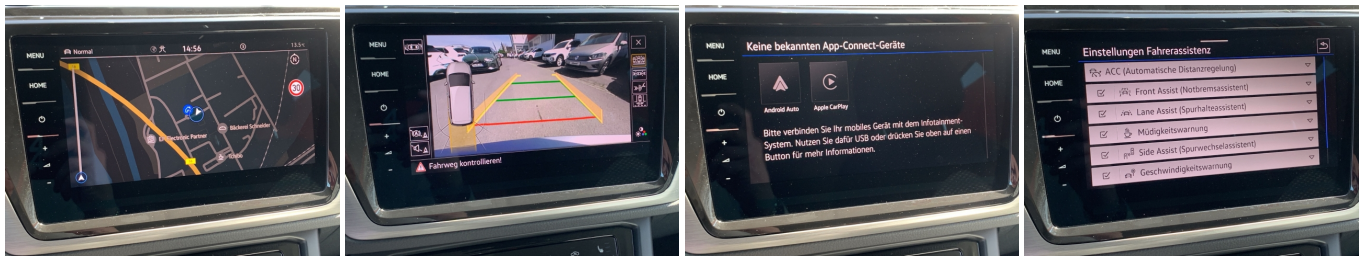 MENU
HOME
Normal
14:56
13.5
N
30
Electronic Partner
Bäckerei Schneider
MENU
HOME
Fahrweg kontrollieren!
MENU
HOME
Keine bekannten App-Connect-Geräte
Android Auto
Apple CarPlay
Bitte verbinden Sie Ihr mobiles Gerät mit dem Infotainment-
System. Nutzen Sie dafür USB oder drücken Sie oben auf einen
Button für mehr Informationen.
MENU
HOME
Einstellungen Fahrerassistenz
ACC (Automatische Distanzregelung)
Front Assist (Notbremsassistent)
Lane Assist (Spurhalteassistent)
Müdigkeitswarnung
Side Assist (Spurwechselassistent)
Geschwindigkeitswarnung